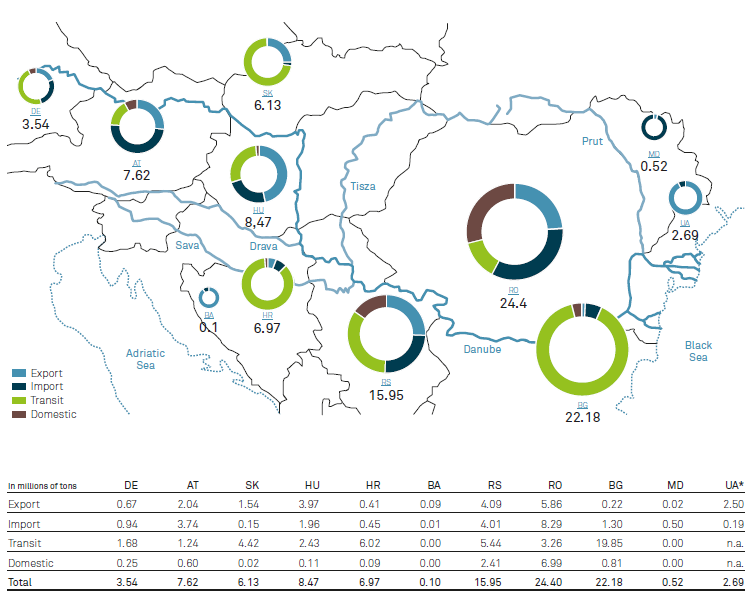 SK
6.13
DE
3.54
AT
7.62
Prut
MD
0.52
Tisza
HU
8,47
UA
2.69
Sava
Drava
RO
24.4
BA
0.1
HR
6.97
Adriatic
Sea
Danube
Black
Sea
RS
15.95
BG
22.18
Export
Import
Transit
Domestic
In millions of tons DE AT SK HU HR BA RS RO BG MD UA*
Export 0.67 2.04 1.54 3.97 0.41 0.09 4.09 5.86 0.22 0.02 2.50
Import 0.94 3.74 0.15 1.96 0.45 0.01 4.01 8.29 1.30 0.50 0.19
Transit 1.68 1.24 4.42 2.43 6.02 0.00 5.44 3.26 19.85 0.00 n.a.
Domestic 0.25 0.60 0.02 0.11 0.09 0.00 2.41 6.99 0.81 0.00 n.a.
Total 3.54 7.62 6.13 8.47 6.97 0.10 15.95 24.40 22.18 0.52 2.69